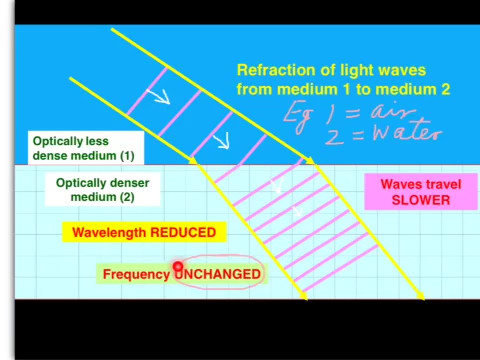 Refraction of light waves
from medium 1 to medium 2
Eg 1 = air
2 = water
Optically less
dense medium (1)
Optically denser
medium (2)
Waves travel
SLOWER
Wavelength REDUCED
Frequency UNCHANGED